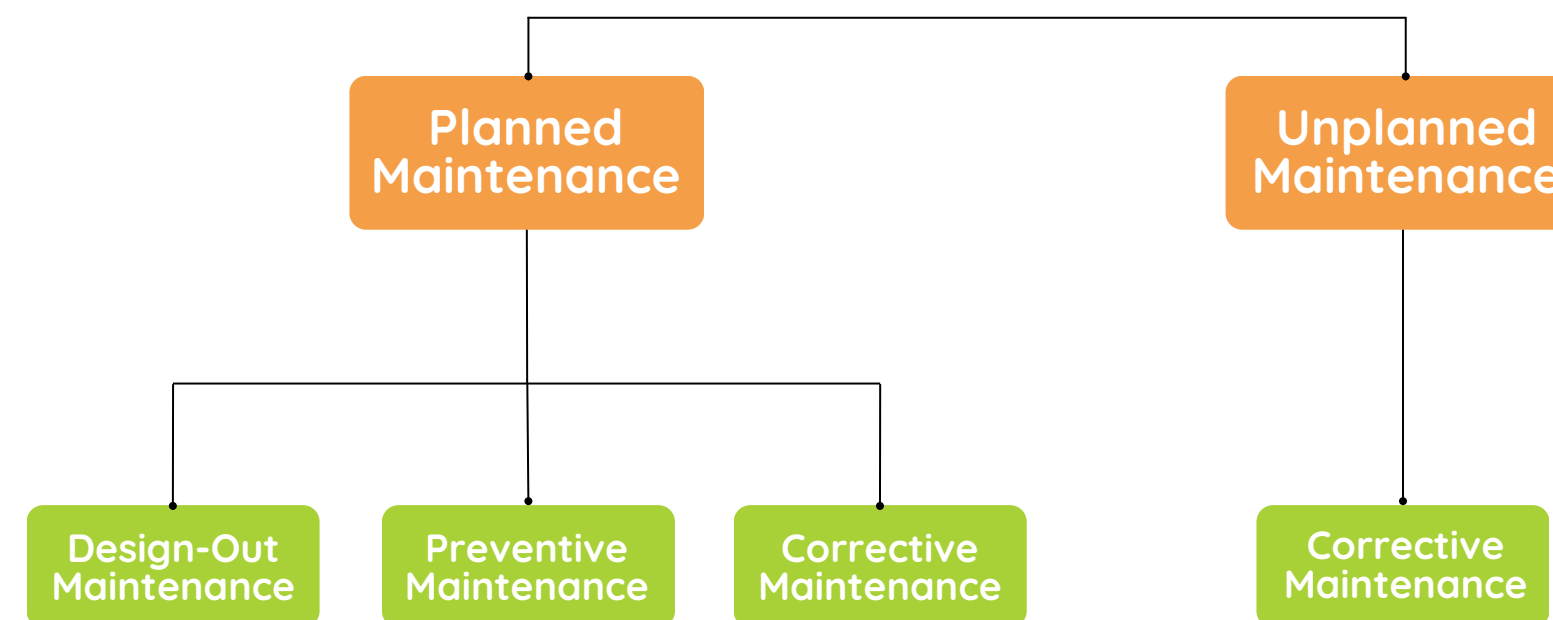 Planned
Maintenance
Unplanned
Maintenance
Design-Out
Maintenance
Preventive
Maintenance
Corrective
Maintenance
Corrective
Maintenance